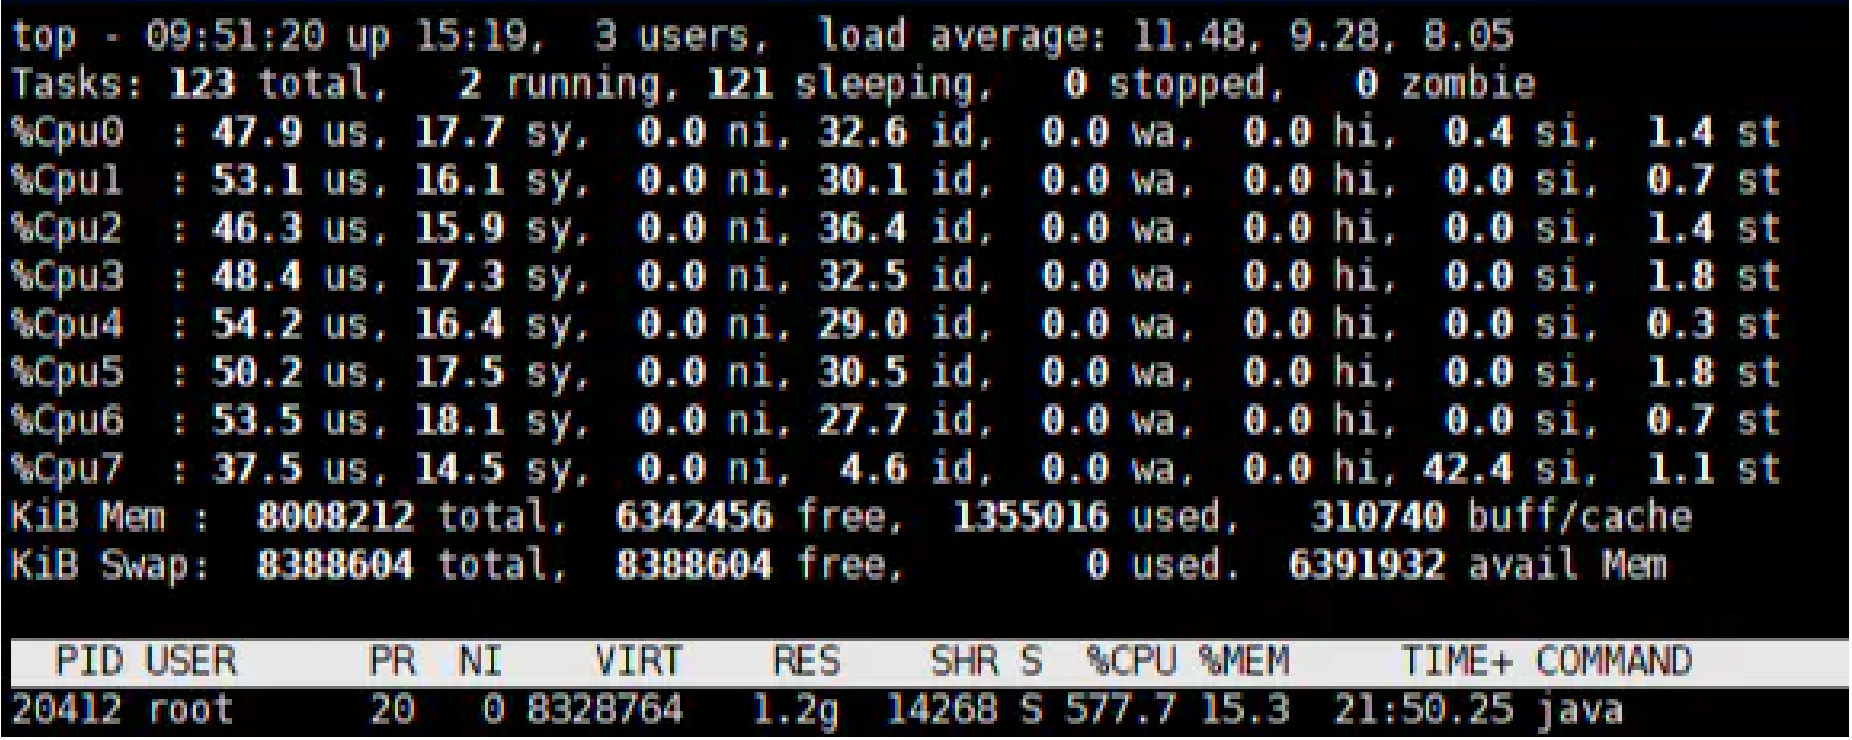 top - 09:51:20 up 15:19,  3 users,  load average: 11.48, 9.28, 8.05
Tasks: 123 total,   2 running, 121 sleeping,   0 stopped,   0 zombie
%Cpu0  : 47.9 us, 17.7 sy,  0.0 ni, 32.6 id,  0.0 wa,  0.0 hi,  0.4 si,  1.4 st
%Cpu1  : 53.1 us, 16.1 sy,  0.0 ni, 30.1 id,  0.0 wa,  0.0 hi,  0.0 si,  0.7 st
%Cpu2  : 46.3 us, 15.9 sy,  0.0 ni, 36.4 id,  0.0 wa,  0.0 hi,  0.0 si,  1.4 st
%Cpu3  : 48.4 us, 17.3 sy,  0.0 ni, 32.5 id,  0.0 wa,  0.0 hi,  0.0 si,  1.8 st
%Cpu4  : 54.2 us, 16.4 sy,  0.0 ni, 29.0 id,  0.0 wa,  0.0 hi,  0.0 si,  0.3 st
%Cpu5  : 50.2 us, 17.5 sy,  0.0 ni, 30.5 id,  0.0 wa,  0.0 hi,  0.0 si,  1.8 st
%Cpu6  : 53.5 us, 18.1 sy,  0.0 ni, 27.7 id,  0.0 wa,  0.0 hi,  0.0 si,  0.7 st
%Cpu7  : 37.5 us, 14.5 sy,  0.0 ni,  4.6 id,  0.0 wa,  0.0 hi, 42.4 si,  1.1 st
KiB Mem :  8008212 total,  6342456 free,  1355016 used,   310740 buff/cache
KiB Swap:  8388604 total,  8388604 free,        0 used.  6391932 avail Mem
  PID USER      PR  NI    VIRT    RES    SHR S  %CPU %MEM     TIME+ COMMAND
20412 root      20   0 8328764   1.2g  14268 S 577.7 15.3  21:50.25 java